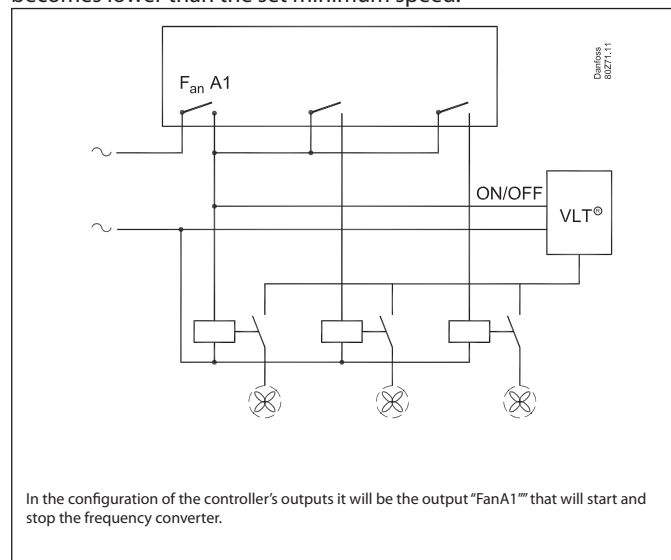 becomes lower than the set minimum speed.
Danfoss
80Z71.11
Fan A1
ON/OFF
VLT®
In the configuration of the controller's outputs it will be the output "FanA1"" that will start and
stop the frequency converter.